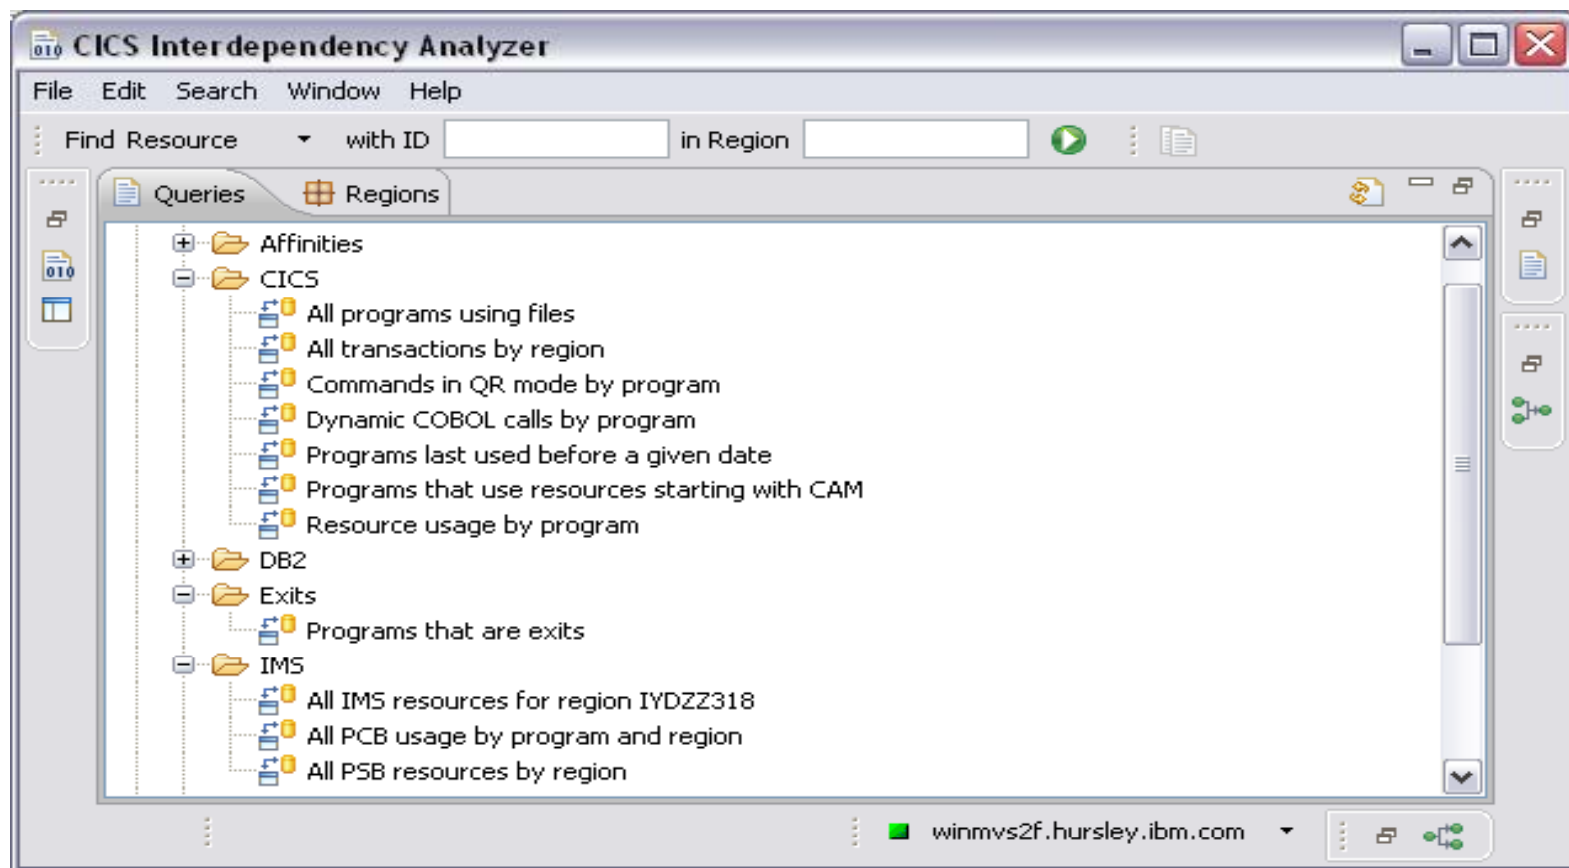 CICS Interdependency Analyzer
File Edit Search Window Help
Find Resource with ID in Region
Queries Regions
Affinities
CICS
All programs using files
All transactions by region
Commands in QR mode by program
Dynamic COBOL calls by program
Programs last used before a given date
Programs that use resources starting with CAM
Resource usage by program
DB2
Exits
Programs that are exits
IMS
All IMS resources for region IYDZZ318
All PCB usage by program and region
All PSB resources by region
winmvs2f.hursley.ibm.com